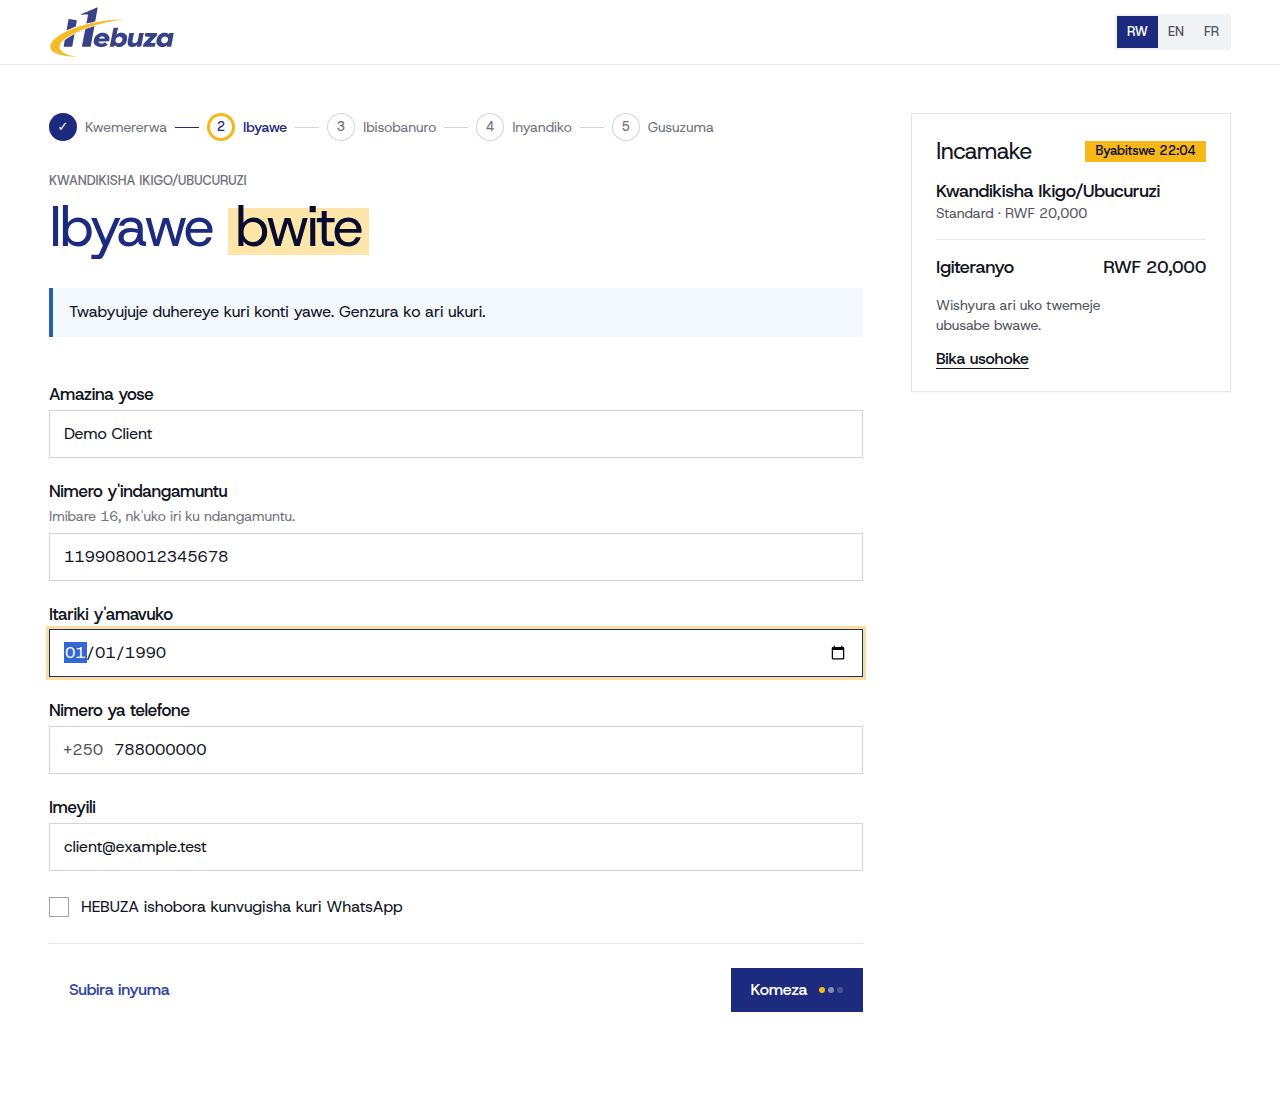 Hebuza
RW EN FR
✓ Kwemererwa 2 Ibyawe 3 Ibisobanuro 4 Inyandiko 5 Gusuzuma
KWANDIKISHA IKIGO/UBUCURUZI
Ibyawe bwite
Twabyujuje duhereye kuri konti yawe. Genzura ko ari ukuri.
Amazina yose
Demo Client
Nimero y'indangamuntu
Imibare 16, nk'uko iri ku ndangamuntu.
1199080012345678
Itariki y'amavuko
01/01/1990
Nimero ya telefone
+250 788000000
Imeyili
client@example.test
HEBUZA ishobora kunvugisha kuri WhatsApp
Subira inyuma
Komeza
Incamake
Byabitswe 22:04
Kwandikisha Ikigo/Ubucuruzi
Standard · RWF 20,000
Igiteranyo RWF 20,000
Wishyura ari uko twemeje
ubusabe bwawe.
Bika usohoke